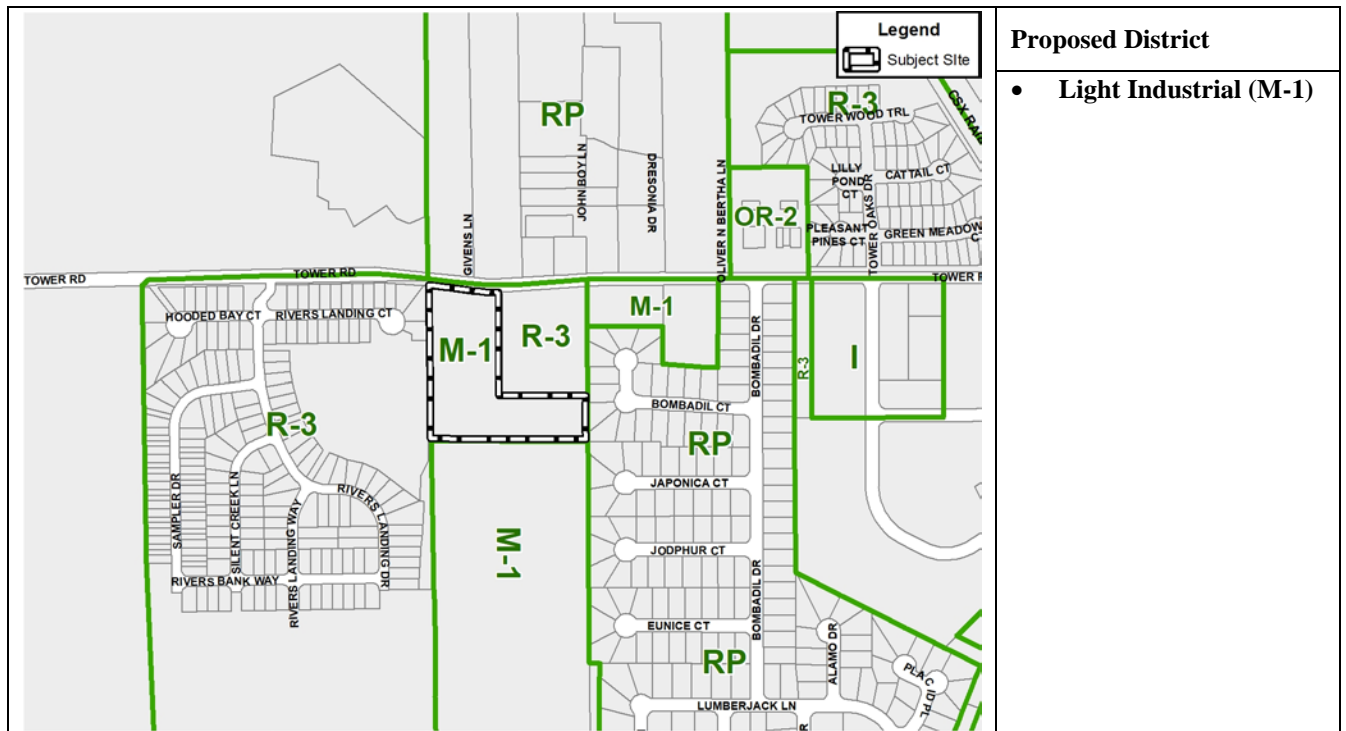 Legend
Subject SIte
Proposed District
• Light Industrial (M-1)
RP
R-3
TOWER WOOD TRL
CSX RAI
JOHN BOY LN
DRESONIA DR
OLIVER N BERTHA LN
LILLY
POND
CT
CATTAIL CT
TOWER OAKS DR
OR-2
PLEASANT
PINES CT
GREEN MEADOW
C
GIVENS LN
TOWER RD
TOWER RD
TOWER R
HOODED BAY CT
RIVERS LANDING CT
M-1
R-3
M-1
BOMBADIL DR
R-3
I
R-3
BOMBADIL CT
RP
SAMPLER DR
SILENT CREEK LN
RIVERS LANDING WAY
RIVERS LANDING DR
JAPONICA CT
M-1
JODPHUR CT
RIVERS BANK WAY
BOMBADIL DR
EUNICE CT
RP
ALAMO DR
PLACID PL
LUMBERJACK LN
R